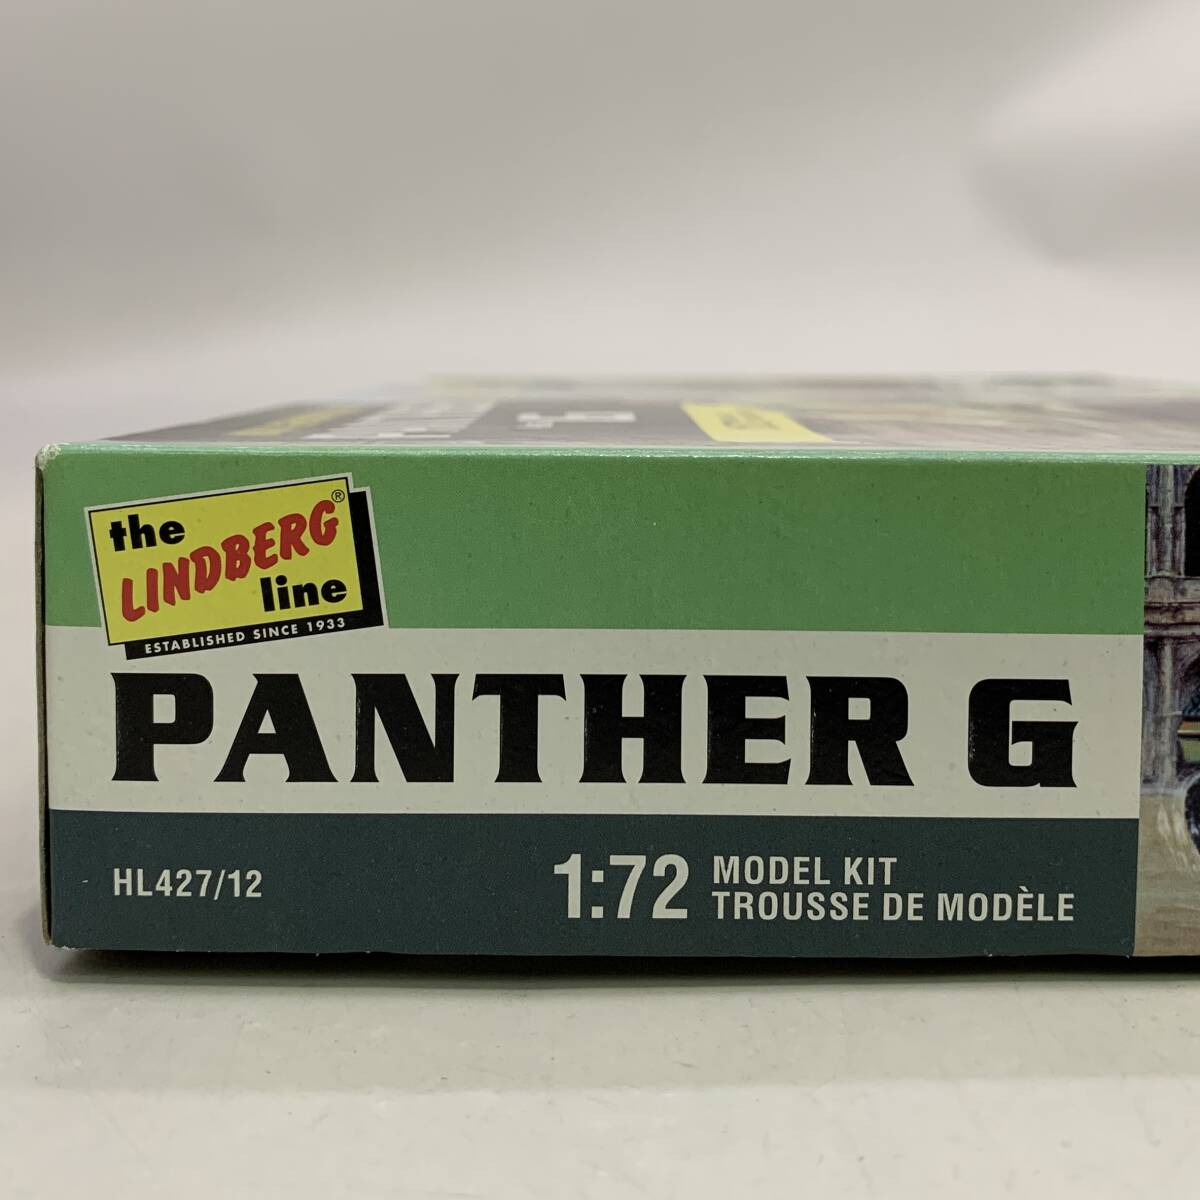 the
LINDBERG®
line
ESTABLISHED SINCE 1933
PANTHER G
HL427/12
1:72
MODEL KIT
TROUSSE DE MODÈLE